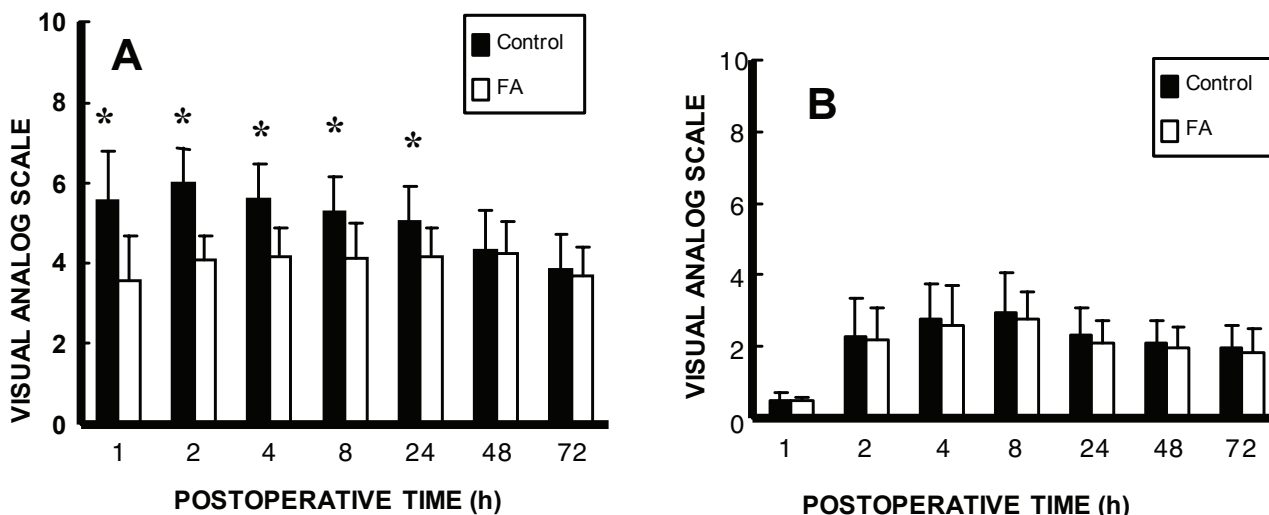 A
Control
FA
* * * * *
10
8
6
4
2
0
VISUAL ANALOG SCALE
1 2 4 8 24 48 72
POSTOPERATIVE TIME (h)
B
Control
FA
10
8
6
4
2
0
VISUAL ANALOG SCALE
1 2 4 8 24 48 72
POSTOPERATIVE TIME (h)